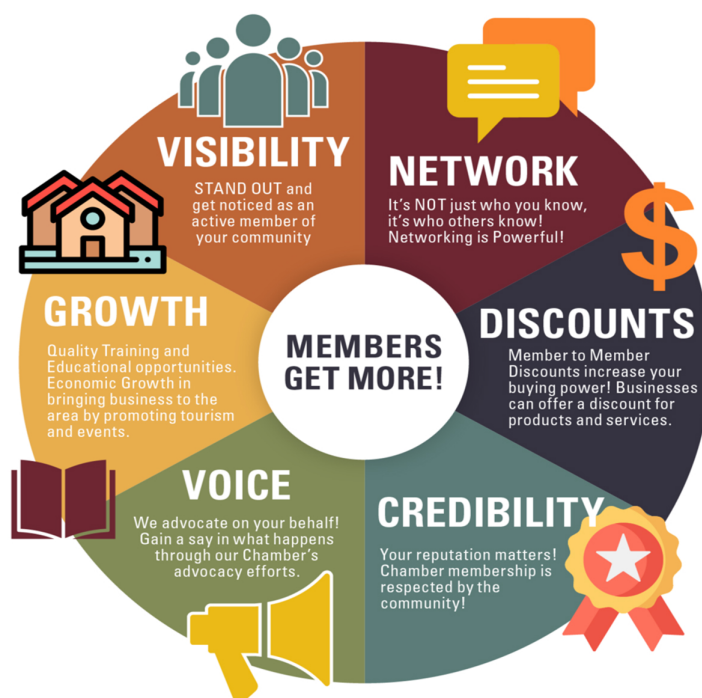 VISIBILITY
STAND OUT and
get noticed as an
active member of
your community
NETWORK
It's NOT just who you know,
it's who others know!
Networking is Powerful!
DISCOUNTS
Member to Member
Discounts increase your
buying power! Businesses
can offer a discount for
products and services.
CREDIBILITY
Your reputation matters!
Chamber membership is
respected by the
community!
VOICE
We advocate on your behalf!
Gain a say in what happens
through our Chamber's
advocacy efforts.
GROWTH
Quality Training and
Educational opportunities.
Economic Growth in
bringing business to the
area by promoting tourism
and events.
MEMBERS
GET MORE!
$